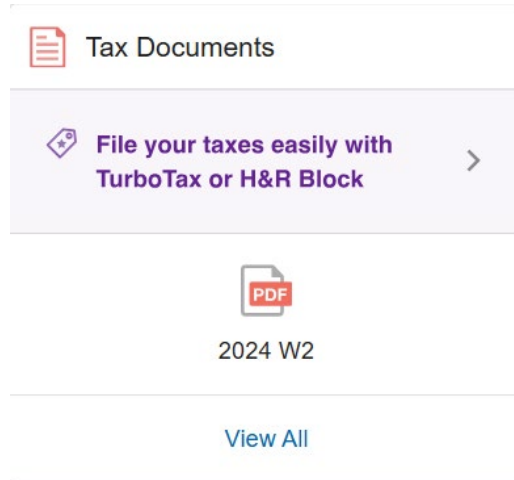 Tax Documents
File your taxes easily with
TurboTax or H&R Block
PDF
2024 W2
View All